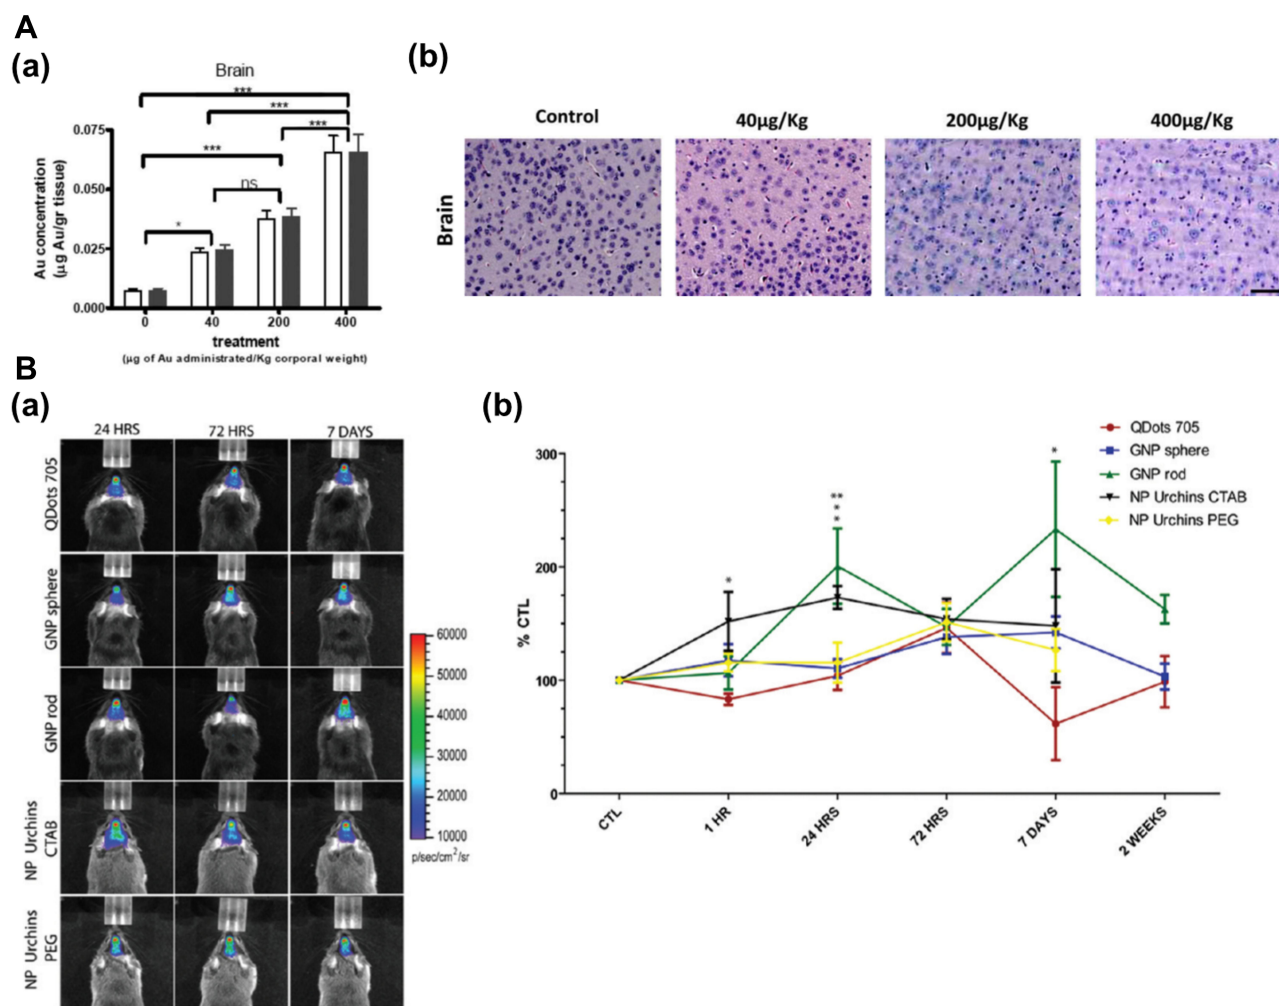 A
(a)
Brain
***
***
***
***
ns
*
0.075
0.050
0.025
0.000
Au concentration
(µg Au/gr tissue)
0 40 200 400
treatment
(µg of Au administrated/Kg corporal weight)
(b)
Control 40µg/Kg 200µg/Kg 400µg/Kg
Brain
B
(a)
24 HRS 72 HRS 7 DAYS
QDots 705
GNP sphere
GNP rod
NP Urchins
CTAB
NP Urchins
PEG
60000
50000
40000
30000
20000
10000
p/sec/cm²/sr
(b)
QDots 705
GNP sphere
GNP rod
NP Urchins CTAB
NP Urchins PEG
300
200
100
0
% CTL
*
**
*
*
*
CTL 1 HR 24 HRS 72 HRS 7 DAYS 2 WEEKS